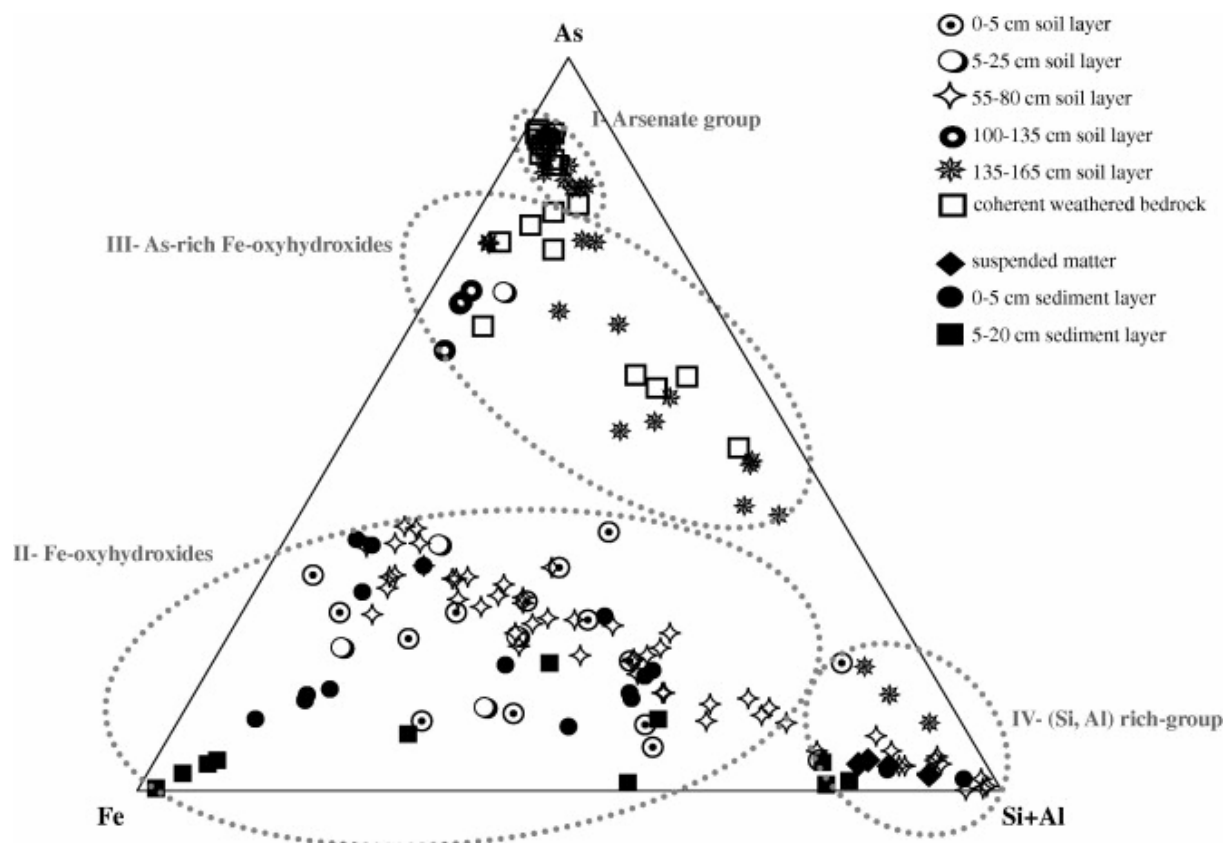 As
0-5 cm soil layer
5-25 cm soil layer
55-80 cm soil layer
100-135 cm soil layer
135-165 cm soil layer
coherent weathered bedrock
suspended matter
0-5 cm sediment layer
5-20 cm sediment layer
I- Arsenate group
III- As-rich Fe-oxyhydroxides
II- Fe-oxyhydroxides
IV- (Si, Al) rich-group
Fe
Si+Al